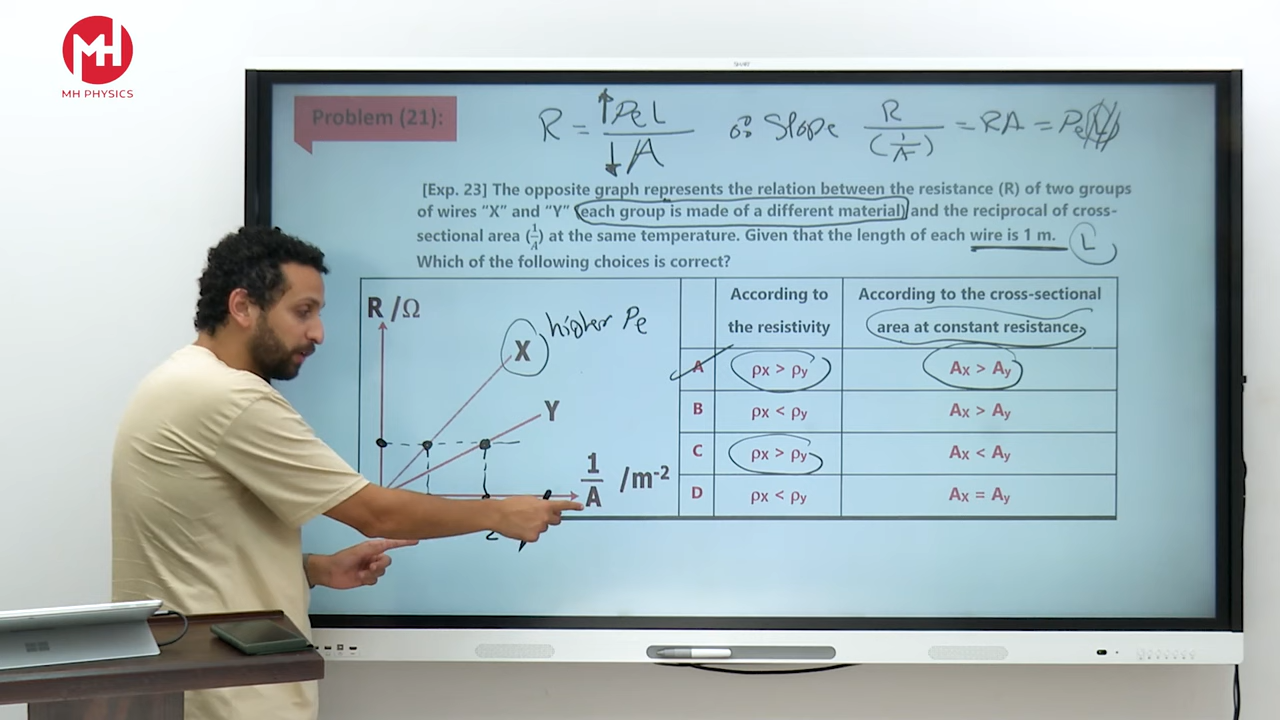 MH
MH PHYSICS
SMART
Problem (21):
R = ρe L / A ∴ Slope R / (1/A) = RA = ρe
[Exp. 23] The opposite graph represents the relation between the resistance (R) of two groups
of wires “X” and “Y” (each group is made of a different material) and the reciprocal of cross-
sectional area (1/A) at the same temperature. Given that the length of each wire is 1 m. L
Which of the following choices is correct?
R /Ω
X higher ρe
Y
1/A /m-2
2
According to the resistivity | According to the cross-sectional area at constant resistance.
A ρx > ρy Ax > Ay
B ρx < ρy Ax > Ay
C ρx > ρy Ax < Ay
D ρx < ρy Ax = Ay